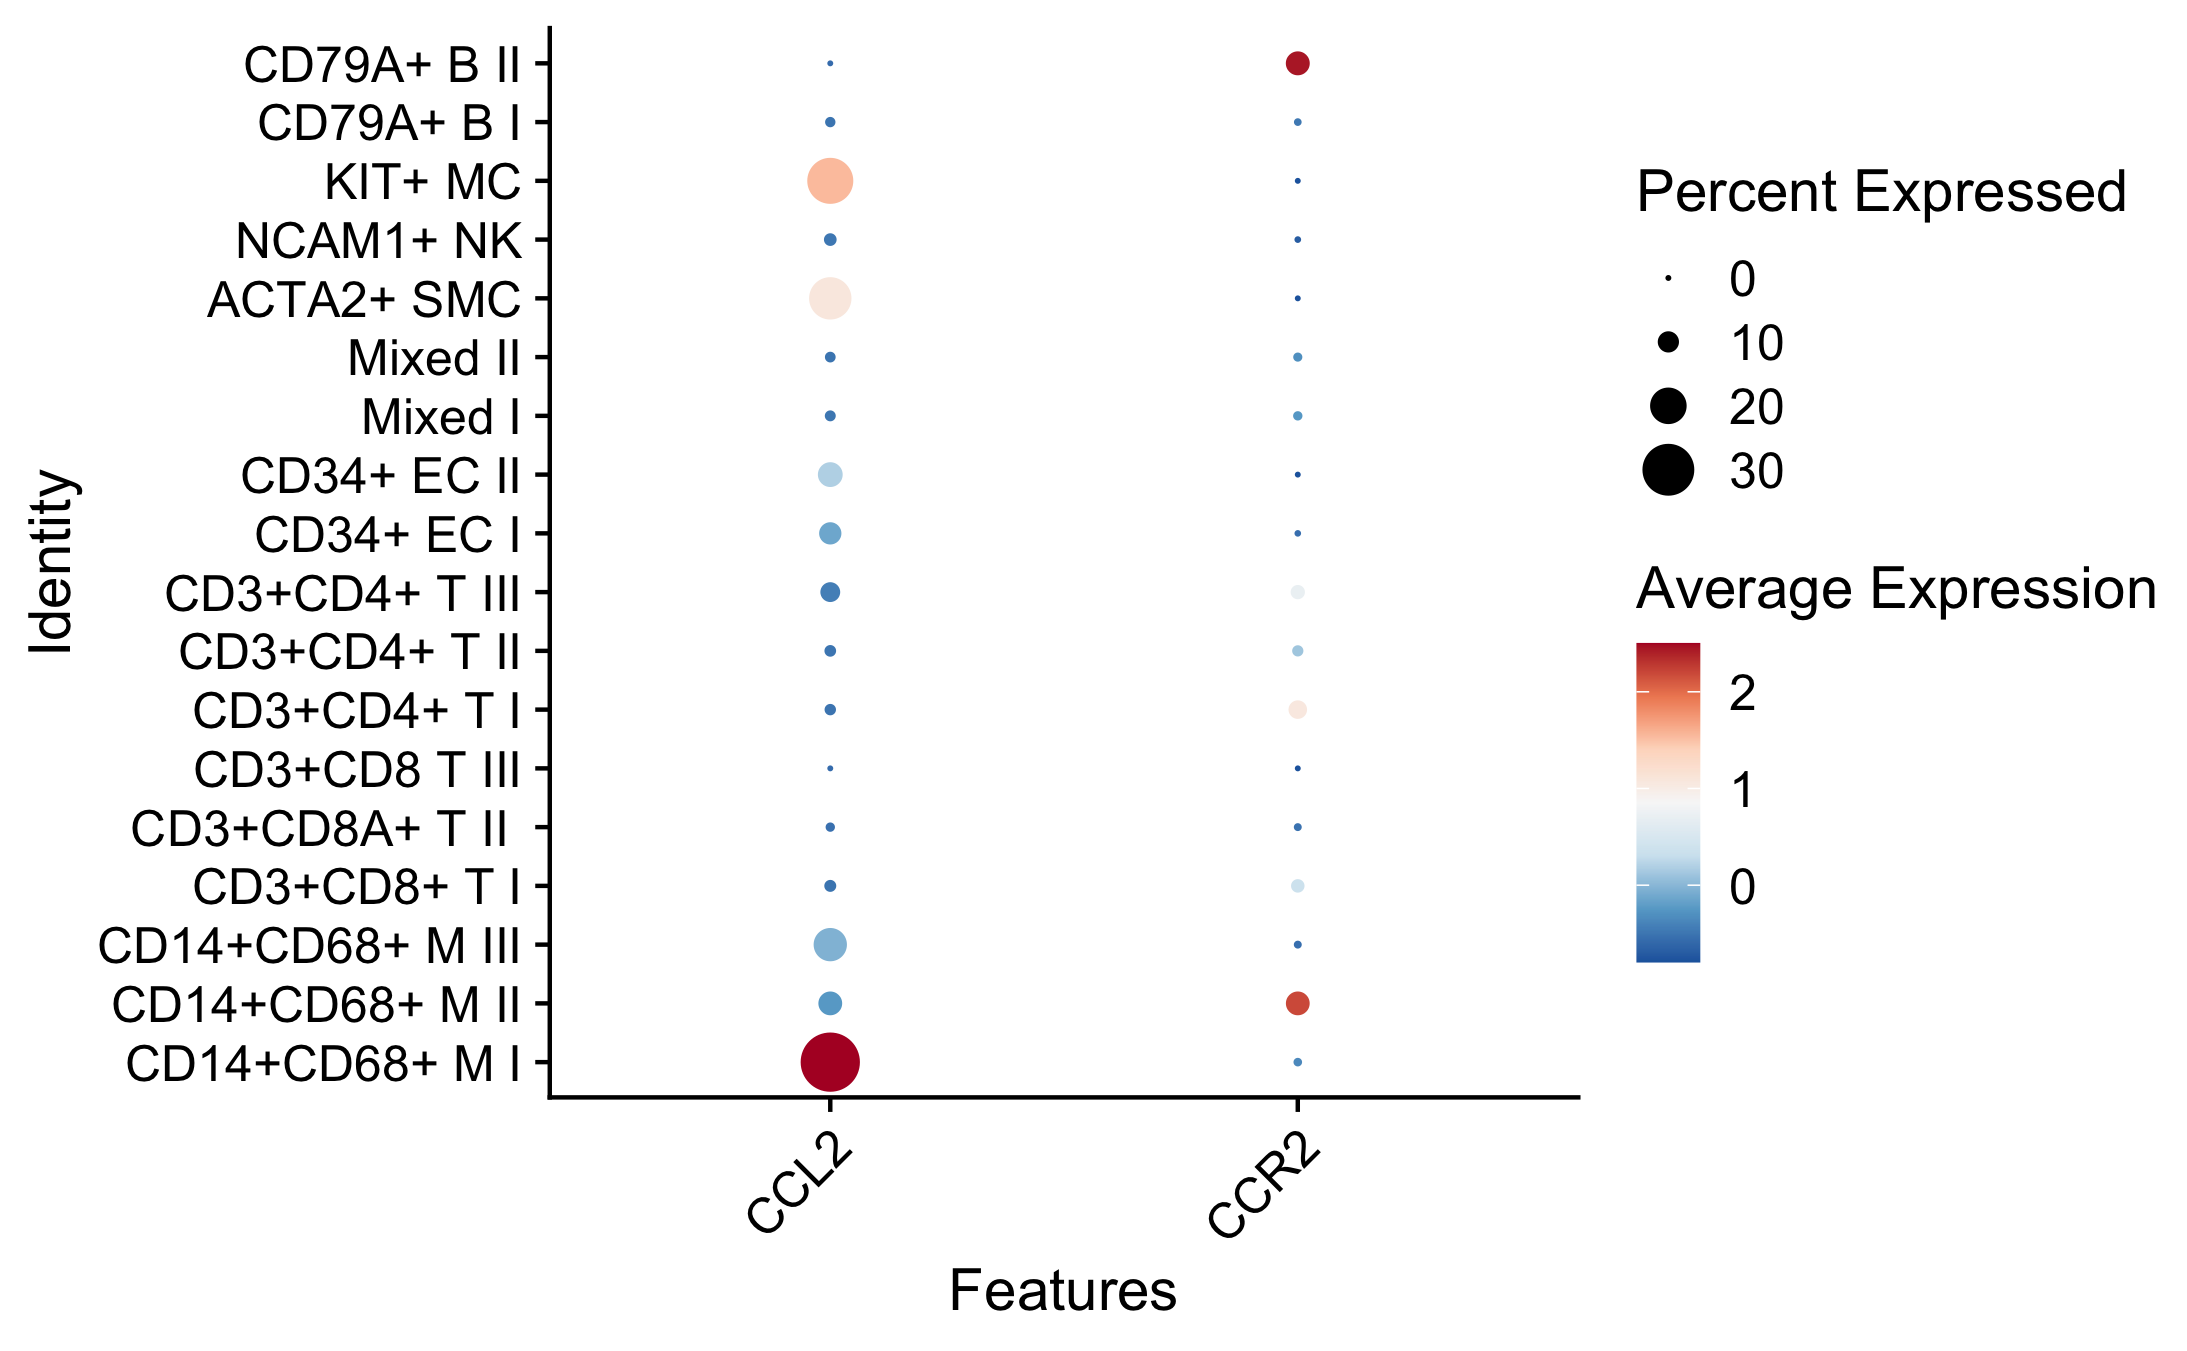 CD79A+ B II
CD79A+ B I
KIT+ MC
NCAM1+ NK
ACTA2+ SMC
Mixed II
Mixed I
CD34+ EC II
CD34+ EC I
CD3+CD4+ T III
CD3+CD4+ T II
CD3+CD4+ T I
CD3+CD8 T III
CD3+CD8A+ T II
CD3+CD8+ T I
CD14+CD68+ M III
CD14+CD68+ M II
CD14+CD68+ M I
Identity
CCL2
CCR2
Features
Percent Expressed
0
10
20
30
Average Expression
2
1
0